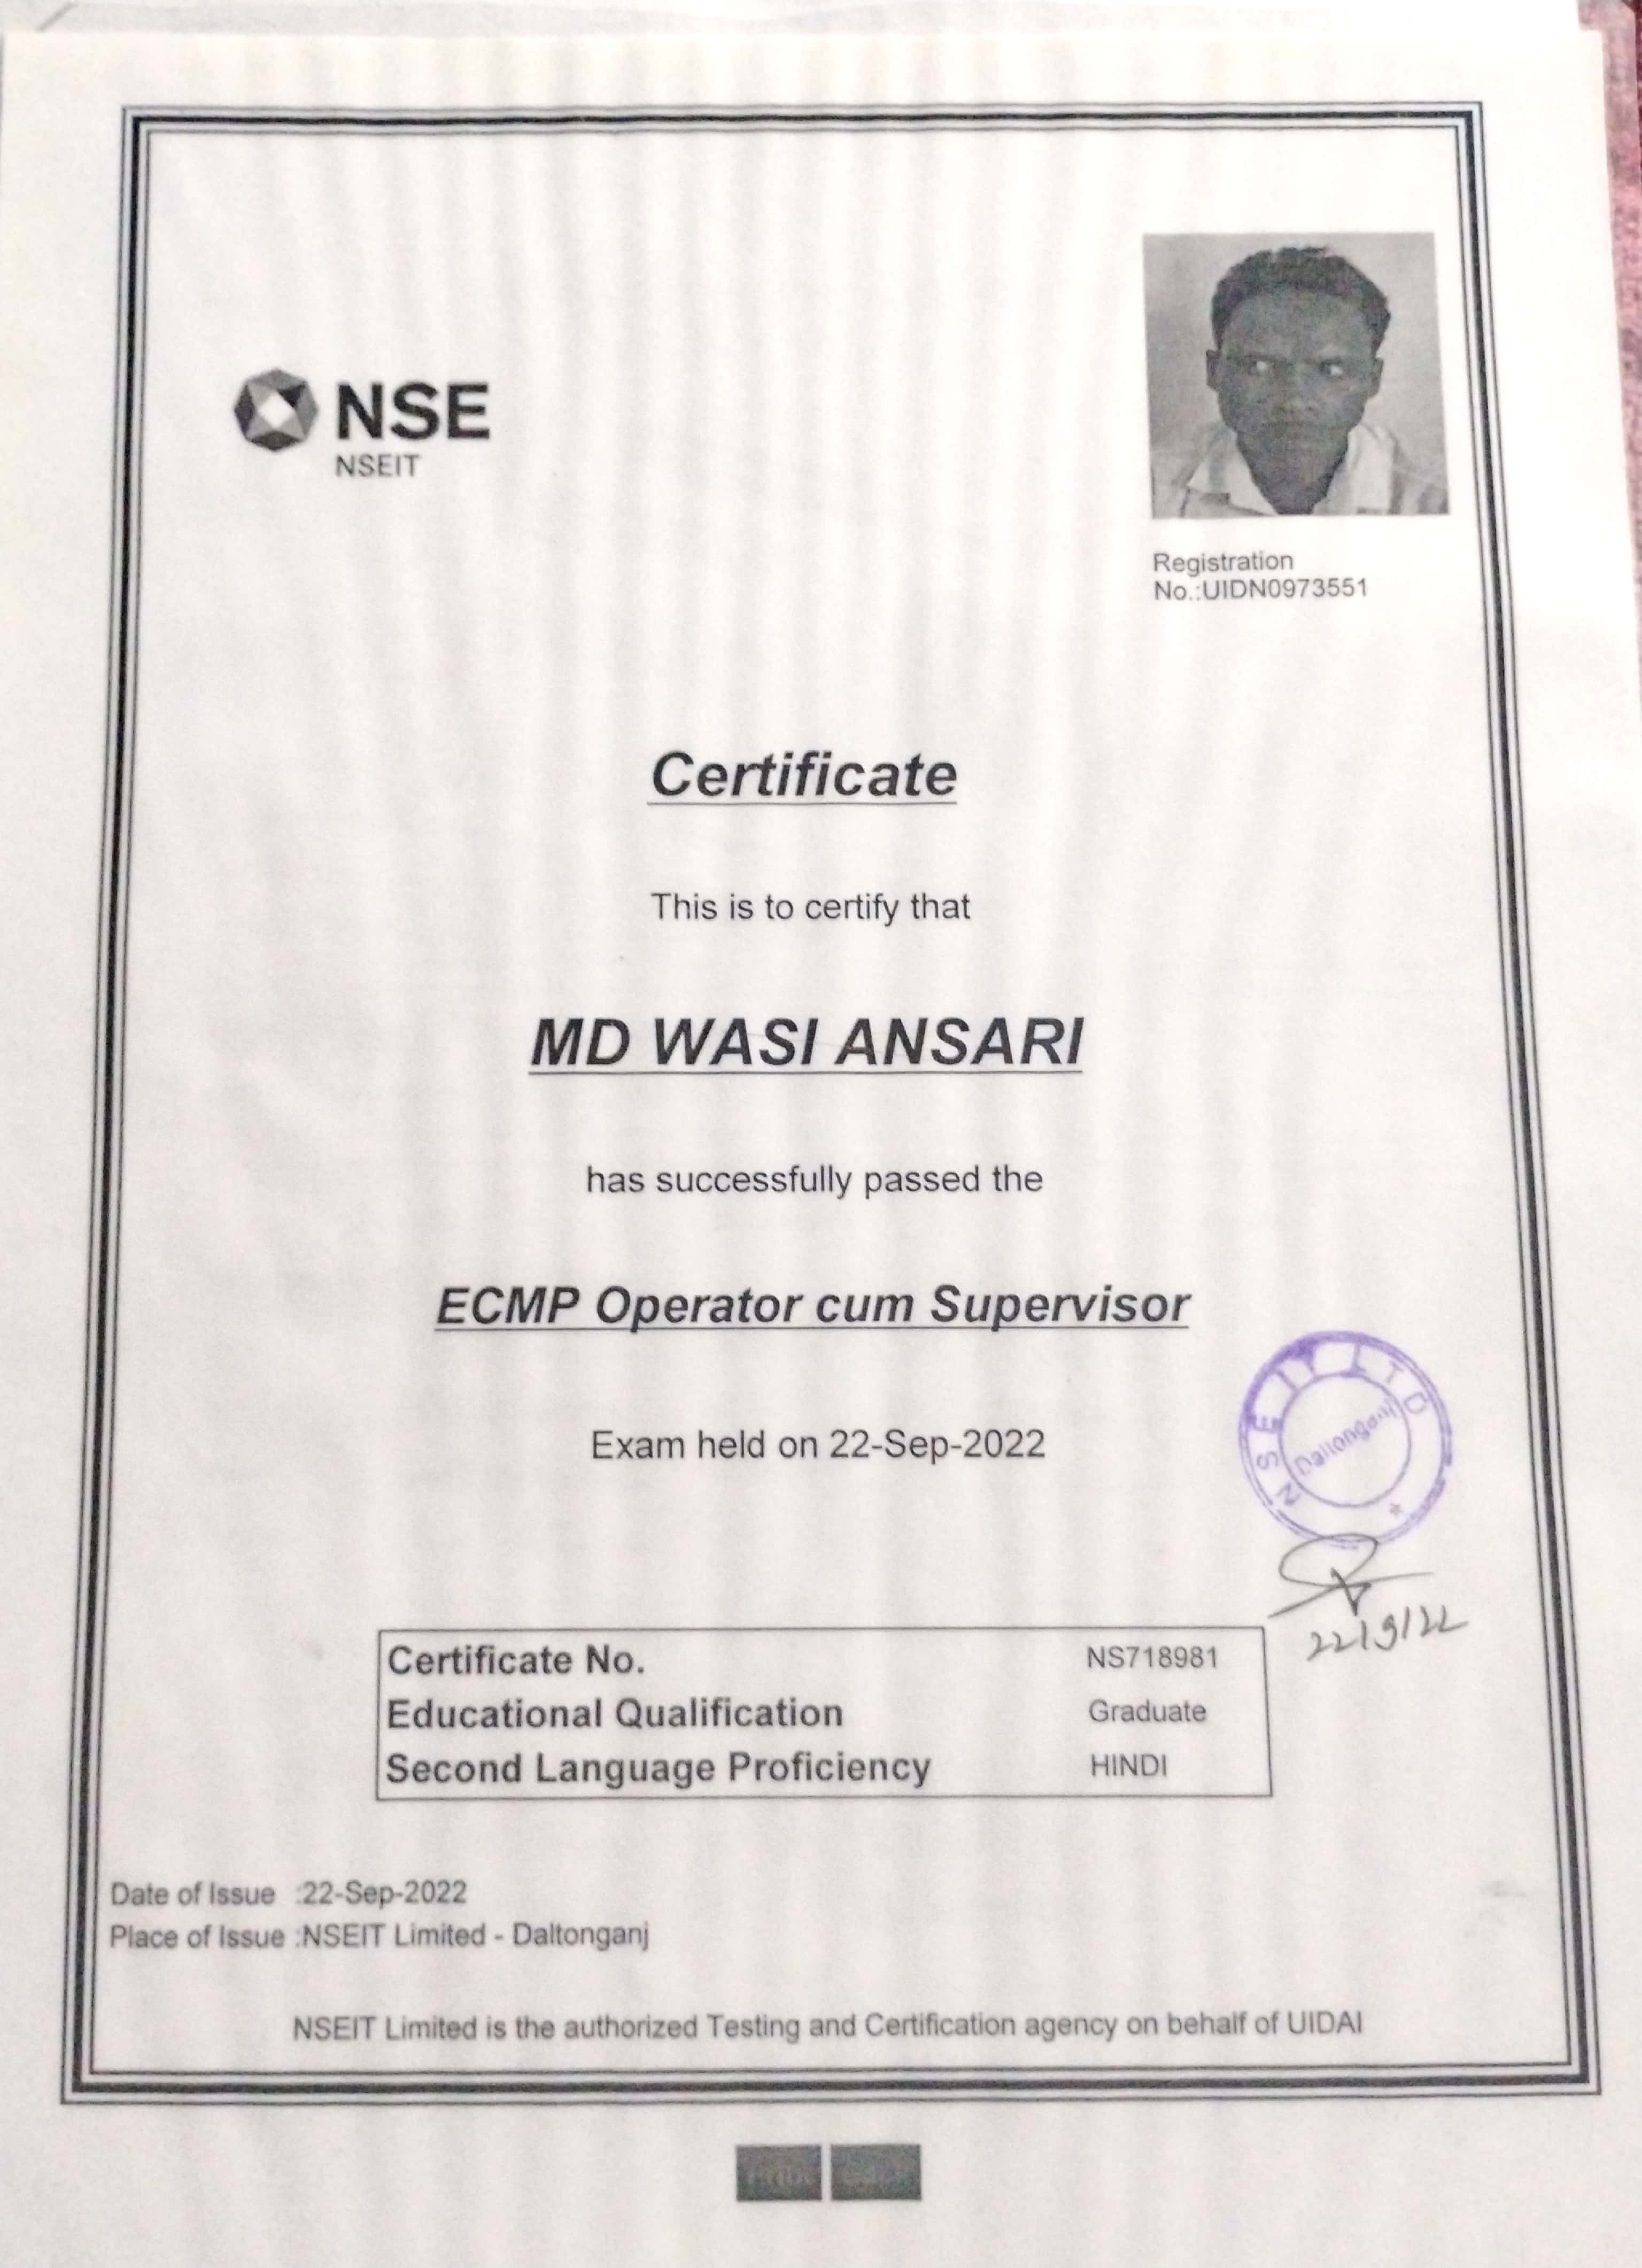 NSE
NSEIT
Registration
No.:UIDN0973551
Certificate
This is to certify that
MD WASI ANSARI
has successfully passed the
ECMP Operator cum Supervisor
Exam held on 22-Sep-2022
NSEIT LTD
Daltonganj
22/9/22
Certificate No. NS718981
Educational Qualification Graduate
Second Language Proficiency HINDI
Date of Issue :22-Sep-2022
Place of Issue :NSEIT Limited - Daltonganj
NSEIT Limited is the authorized Testing and Certification agency on behalf of UIDAI